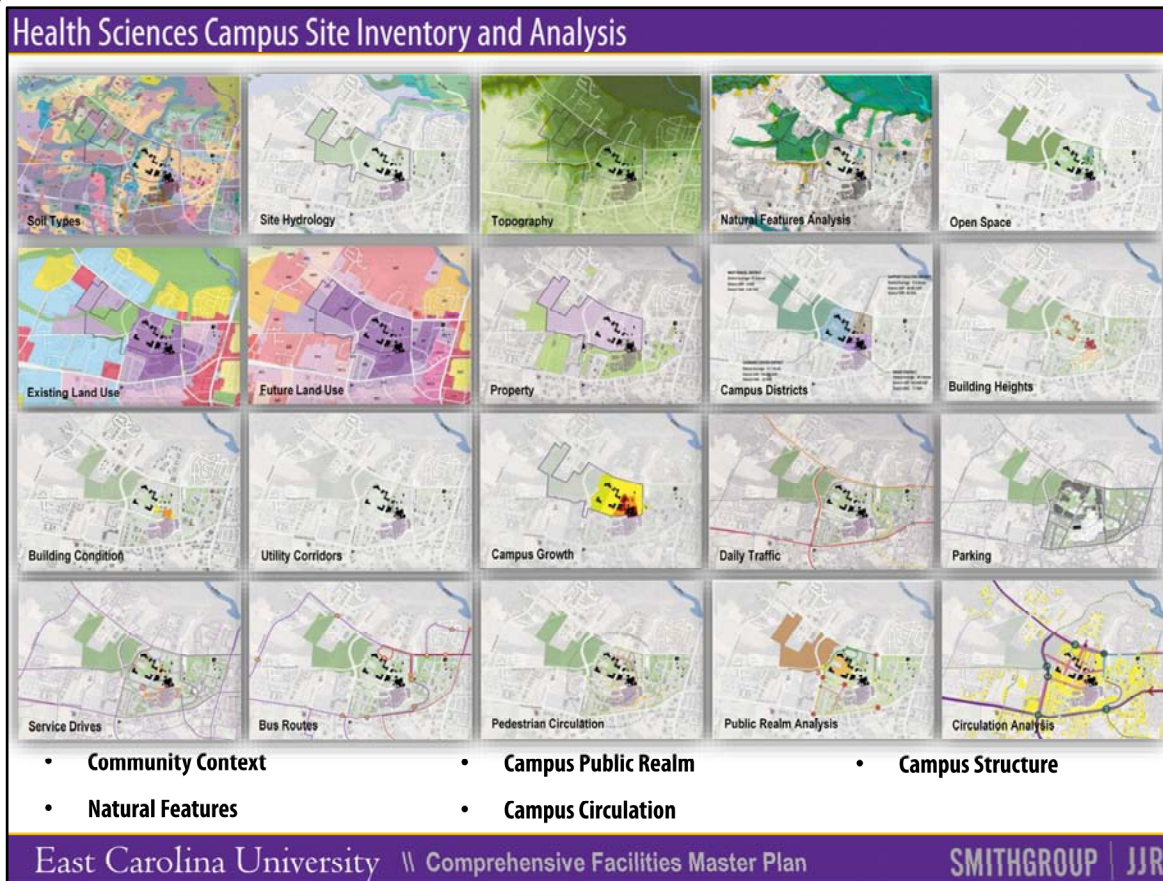 Health Sciences Campus Site Inventory and Analysis
Soil Types
Site Hydrology
Topography
Natural Features Analysis
Open Space
Existing Land Use
Future Land Use
Property
Campus Districts
Building Heights
Building Condition
Utility Corridors
Campus Growth
Daily Traffic
Parking
Service Drives
Bus Routes
Pedestrian Circulation
Public Realm Analysis
Circulation Analysis
• Community Context
• Campus Public Realm
• Campus Structure
• Natural Features
• Campus Circulation
East Carolina University \\ Comprehensive Facilities Master Plan
SMITHGROUP | JJR